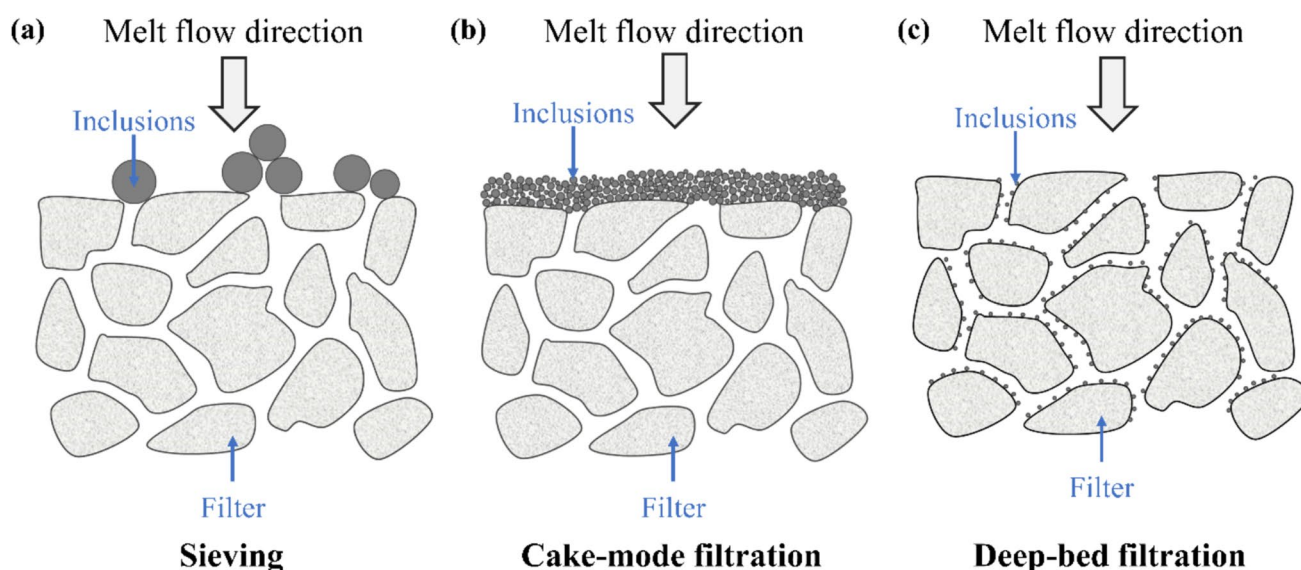 (a) Melt flow direction
Inclusions
Filter
Sieving
(b) Melt flow direction
Inclusions
Filter
Cake-mode filtration
(c) Melt flow direction
Inclusions
Filter
Deep-bed filtration